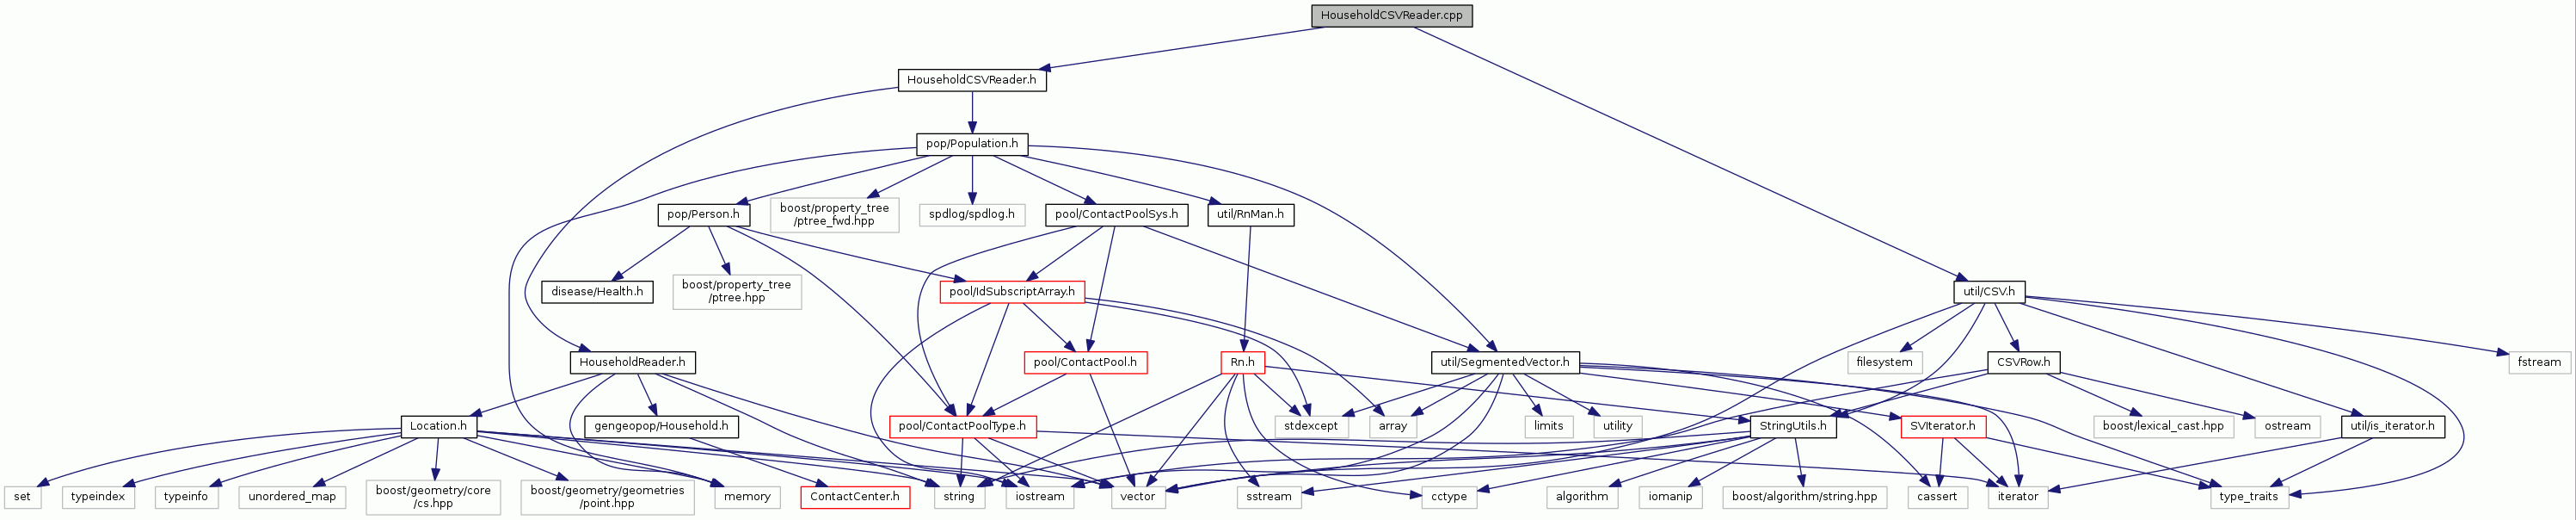 HouseholdCSVReader.cpp
HouseholdCSVReader.h
pop/Population.h
pop/Person.h
boost/property_tree
/ptree_fwd.hpp
spdlog/spdlog.h
pool/ContactPoolSys.h
util/RnMan.h
disease/Health.h
boost/property_tree
/ptree.hpp
pool/IdSubscriptArray.h
util/CSV.h
HouseholdReader.h
pool/ContactPool.h
Rn.h
util/SegmentedVector.h
filesystem
CSVRow.h
fstream
Location.h
gengeopop/Household.h
pool/ContactPoolType.h
stdexcept
array
limits
utility
StringUtils.h
SVIterator.h
boost/lexical_cast.hpp
ostream
util/is_iterator.h
set
typeindex
typeinfo
unordered_map
boost/geometry/core
/cs.hpp
boost/geometry/geometries
/point.hpp
memory
ContactCenter.h
string
iostream
vector
sstream
cctype
algorithm
iomanip
boost/algorithm/string.hpp
cassert
iterator
type_traits